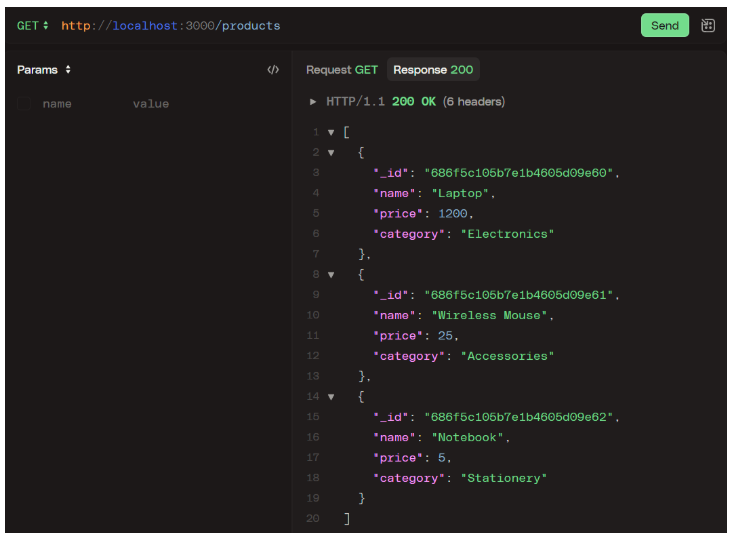 GET http://localhost:3000/products Send
Params
name value
Request GET Response 200
HTTP/1.1 200 OK (6 headers)
1 [
2 {
3 "_id": "686f5c105b7e1b4605d09e60",
4 "name": "Laptop",
5 "price": 1200,
6 "category": "Electronics"
7 },
8 {
9 "_id": "686f5c105b7e1b4605d09e61",
10 "name": "Wireless Mouse",
11 "price": 25,
12 "category": "Accessories"
13 },
14 {
15 "_id": "686f5c105b7e1b4605d09e62",
16 "name": "Notebook",
17 "price": 5,
18 "category": "Stationery"
19 }
20 ]